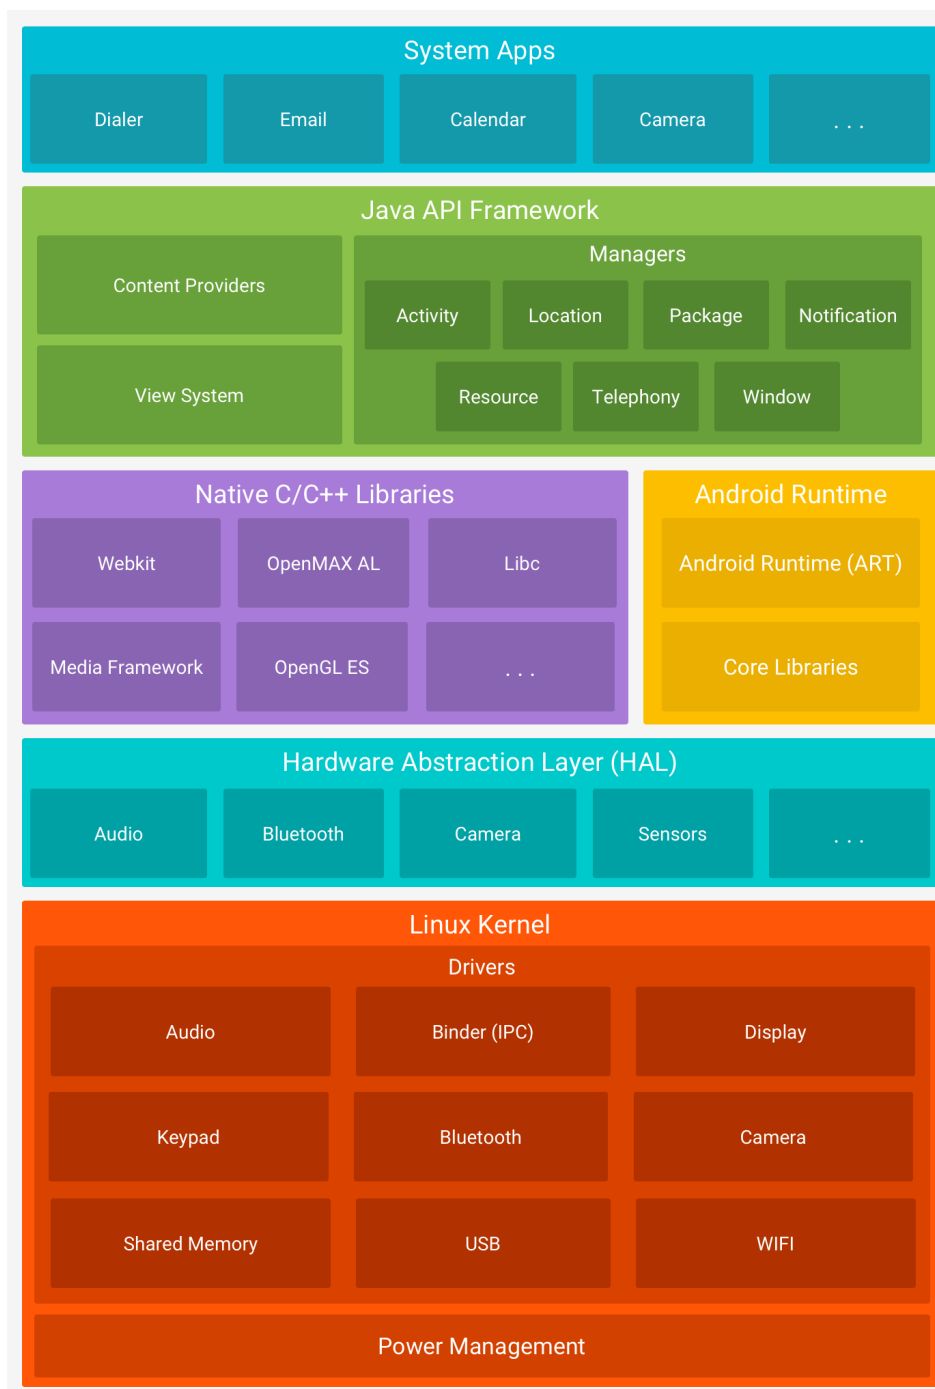 System Apps
Dialer
Email
Calendar
Camera
. . .
Java API Framework
Content Providers
View System
Managers
Activity
Location
Package
Notification
Resource
Telephony
Window
Native C/C++ Libraries
Webkit
OpenMAX AL
Libc
Media Framework
OpenGL ES
. . .
Android Runtime
Android Runtime (ART)
Core Libraries
Hardware Abstraction Layer (HAL)
Audio
Bluetooth
Camera
Sensors
. . .
Linux Kernel
Drivers
Audio
Binder (IPC)
Display
Keypad
Bluetooth
Camera
Shared Memory
USB
WIFI
Power Management